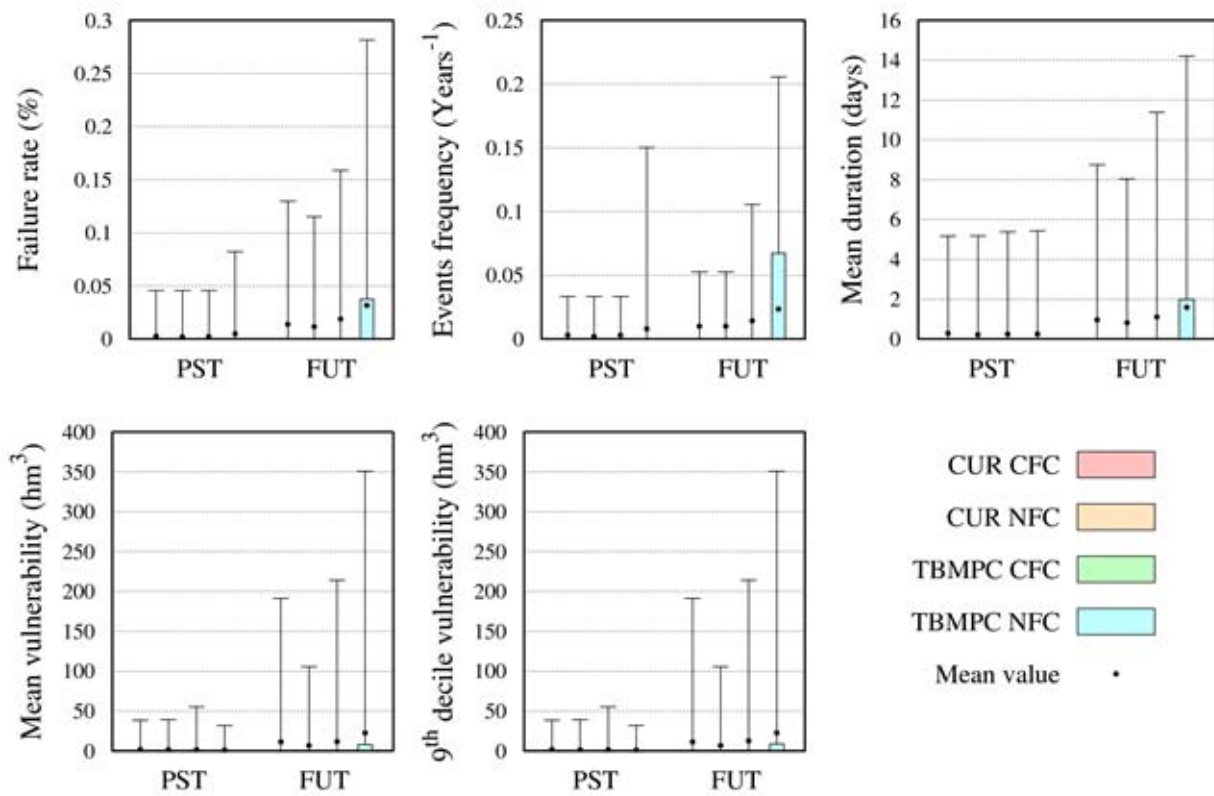 Failure rate (%)
0.3
0.25
0.2
0.15
0.1
0.05
0
PST FUT
Events frequency (Years⁻¹)
0.25
0.2
0.15
0.1
0.05
0
PST FUT
Mean duration (days)
16
14
12
10
8
6
4
2
0
PST FUT
Mean vulnerability (hm³)
400
350
300
250
200
150
100
50
0
PST FUT
9ᵗʰ decile vulnerability (hm³)
400
350
300
250
200
150
100
50
0
PST FUT
CUR CFC
CUR NFC
TBMPC CFC
TBMPC NFC
Mean value